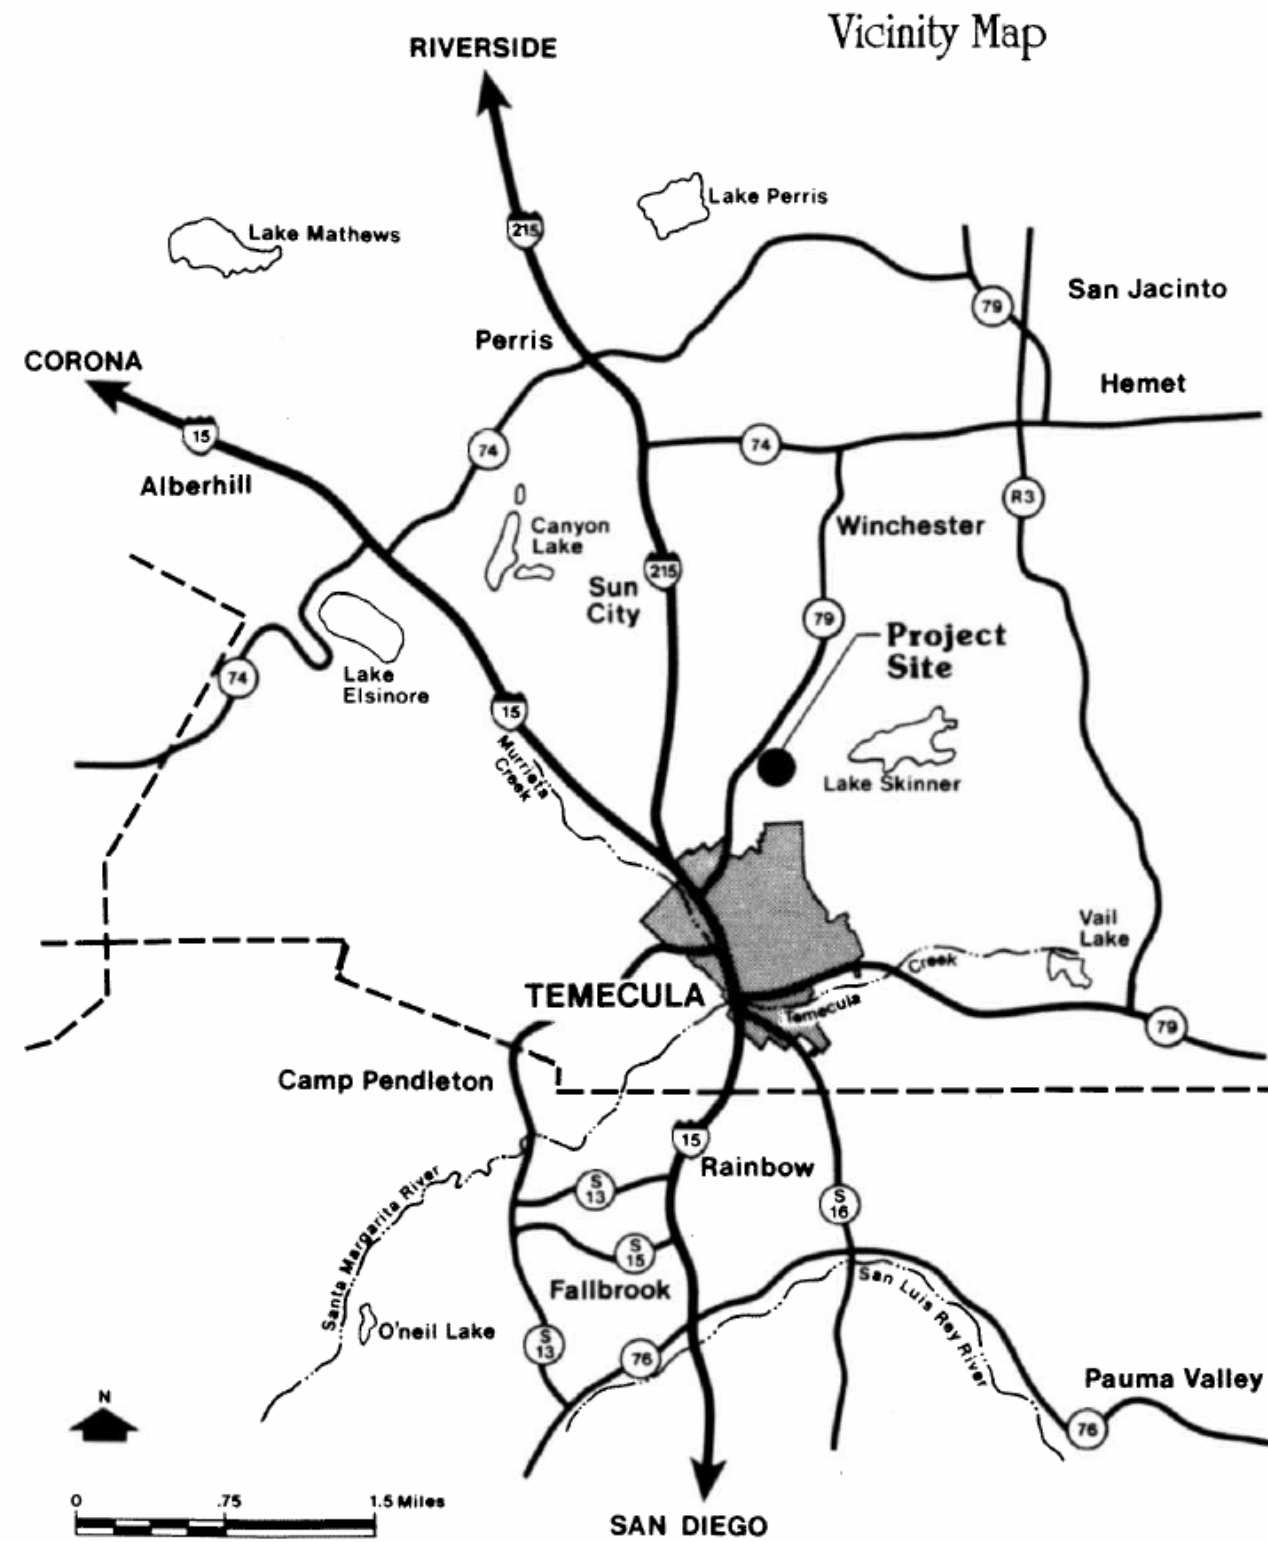 Vicinity Map
RIVERSIDE
Lake Perris
215
Lake Mathews
San Jacinto
79
Perris
CORONA
Hemet
15
74
74
Alberhill
R3
Canyon
Lake
Winchester
215
Sun
City
79
Project
Site
74
Lake
Elsinore
15
Murrieta
Creek
Lake Skinner
Vail
Lake
Creek
TEMECULA
Temecula
79
Camp Pendleton
15
Rainbow
S
13
S
16
Santa Margarita River
S
15
Fallbrook
San Luis Rey River
O'neil Lake
S
13
76
Pauma Valley
N
76
0 .75 1.5 Miles
SAN DIEGO